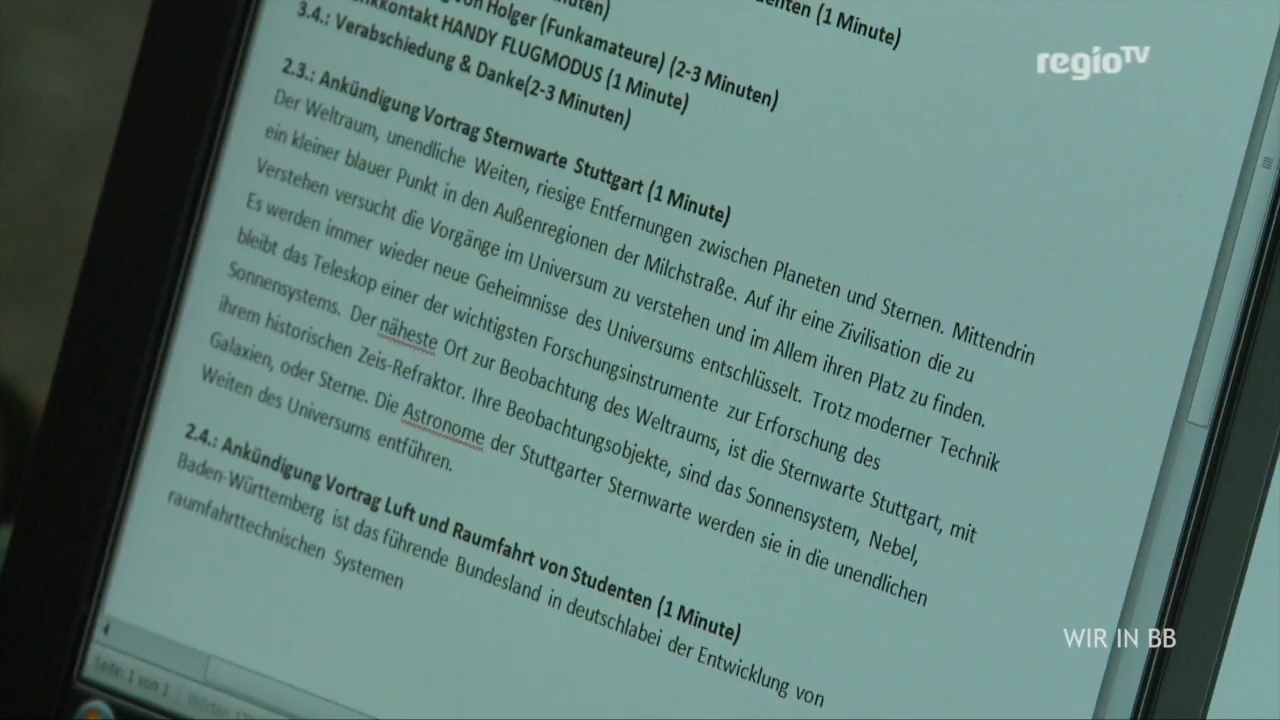 (1 Minute)
von Holger (Funkamateure) (2-3 Minuten)
HANDY FLUGMODUS (1 Minute)
3.4.: Verabschiedung & Danke(2-3 Minuten)
regioTV
2.3.: Ankündigung Vortrag Sternwarte Stuttgart (1 Minute)
Der Weltraum, unendliche Weiten, riesige Entfernungen zwischen Planeten und Sternen. Mittendrin
ein kleiner blauer Punkt in den Außenregionen der Milchstraße. Auf ihr eine Zivilisation die zu
Verstehen versucht die Vorgänge im Universum zu verstehen und im Allem ihren Platz zu finden.
Es werden immer wieder neue Geheimnisse des Universums entschlüsselt. Trotz moderner Technik
bleibt das Teleskop einer der wichtigsten Forschungsinstrumente zur Erforschung des
Sonnensystems. Der näheste Ort zur Beobachtung des Weltraums, ist die Sternwarte Stuttgart, mit
ihrem historischen Zeis-Refraktor. Ihre Beobachtungsobjekte, sind das Sonnensystem, Nebel,
Galaxien, oder Sterne. Die Astronome der Stuttgarter Sternwarte werden sie in die unendlichen
Weiten des Universums entführen.
2.4.: Ankündigung Vortrag Luft und Raumfahrt von Studenten (1 Minute)
Baden-Württemberg ist das führende Bundesland in deutschlabei der Entwicklung von
raumfahrttechnischen Systemen
WIR IN BB
Seite: 1 von 1